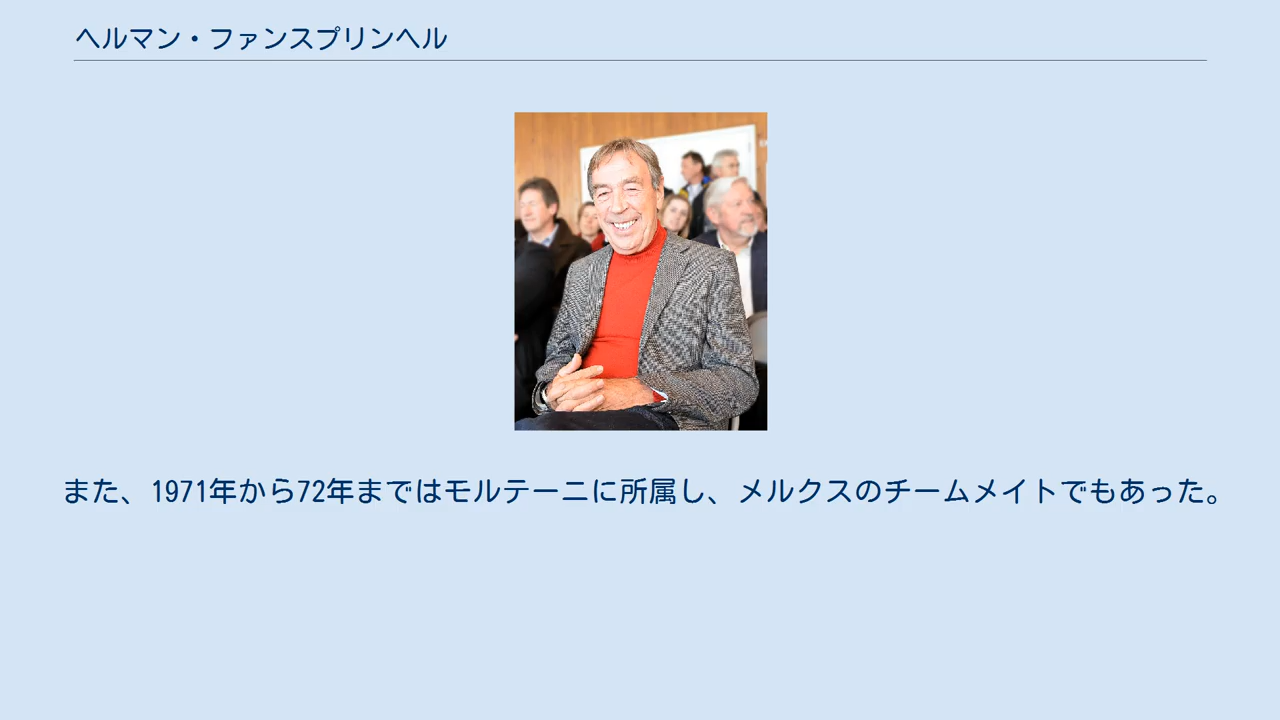 ヘルマン・ファンスプリンヘル
また、1971年から72年まではモルテーニに所属し、メルクスのチームメイトでもあった。